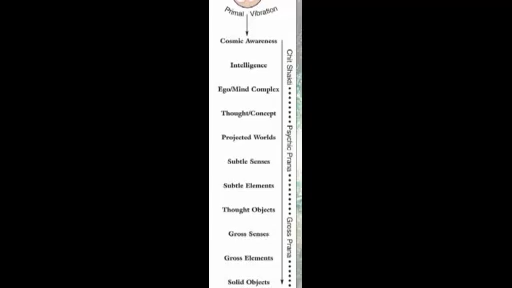 Primal Vibration
Cosmic Awareness
Intelligence
Ego/Mind Complex
Thought/Concept
Projected Worlds
Subtle Senses
Subtle Elements
Thought Objects
Gross Senses
Gross Elements
Solid Objects
Chit Shakti
Psychic Prana
Gross Prana